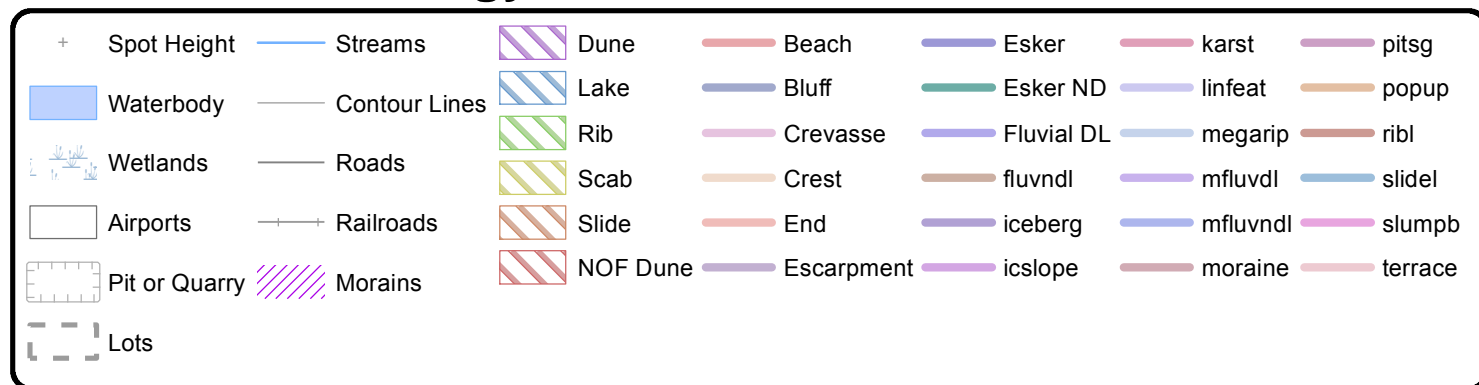 gy
Spot Height
Waterbody
Wetlands
Airports
Pit or Quarry
Lots
Streams
Contour Lines
Roads
Railroads
Morains
Dune
Lake
Rib
Scab
Slide
NOF Dune
Beach
Bluff
Crevasse
Crest
End
Escarpment
Esker
Esker ND
Fluvial DL
fluvndl
iceberg
icslope
karst
linfeat
megarip
mfluvdl
mfluvndl
moraine
pitsg
popup
ribl
slidel
slumpb
terrace